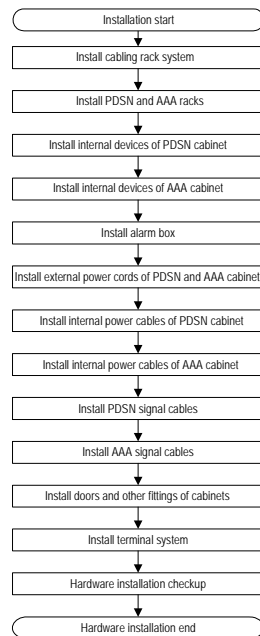 Installation start
Install cabling rack system
Install PDSN and AAA racks
Install internal devices of PDSN cabinet
Install internal devices of AAA cabinet
Install alarm box
Install external power cords of PDSN and AAA cabinet
Install internal power cables of PDSN cabinet
Install internal power cables of AAA cabinet
Install PDSN signal cables
Install AAA signal cables
Install doors and other fittings of cabinets
Install terminal system
Hardware installation checkup
Hardware installation end